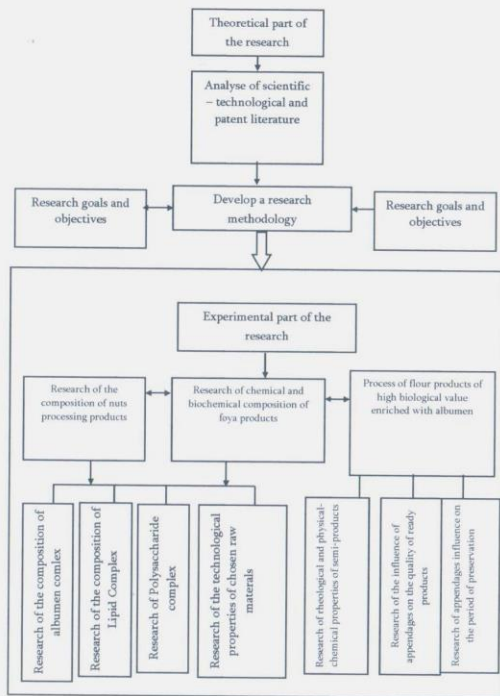 Theoretical part of
the research
Analyse of scientific
– technological and
patent literature
Research goals and
objectives
Develop a research
methodology
Research goals and
objectives
Experimental part of the
research
Research of the
composition of nuts
processing products
Research of chemical and
biochemical composition of
foya products
Process of flour products of
high biological value
enriched with albumen
Research of the composition of
albumen comlex
Research of the composition of
Lipid Complex
Research of Polysaccharide
complex
Research of the technological
properties of chosen raw
materals
Research of rheological and physical-
chemical properties of semi-products
Research of the influence of
appendages on the quality of ready
products
Research of appendages influence on
the period of preservation